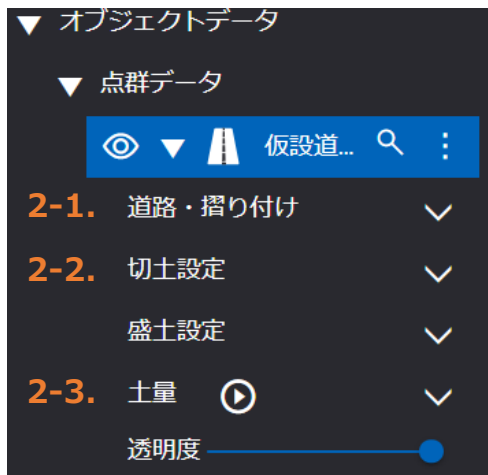 オブジェクトデータ
点群データ
仮設道...
2-1. 道路・摺り付け
2-2. 切土設定
盛土設定
2-3. 土量
透明度